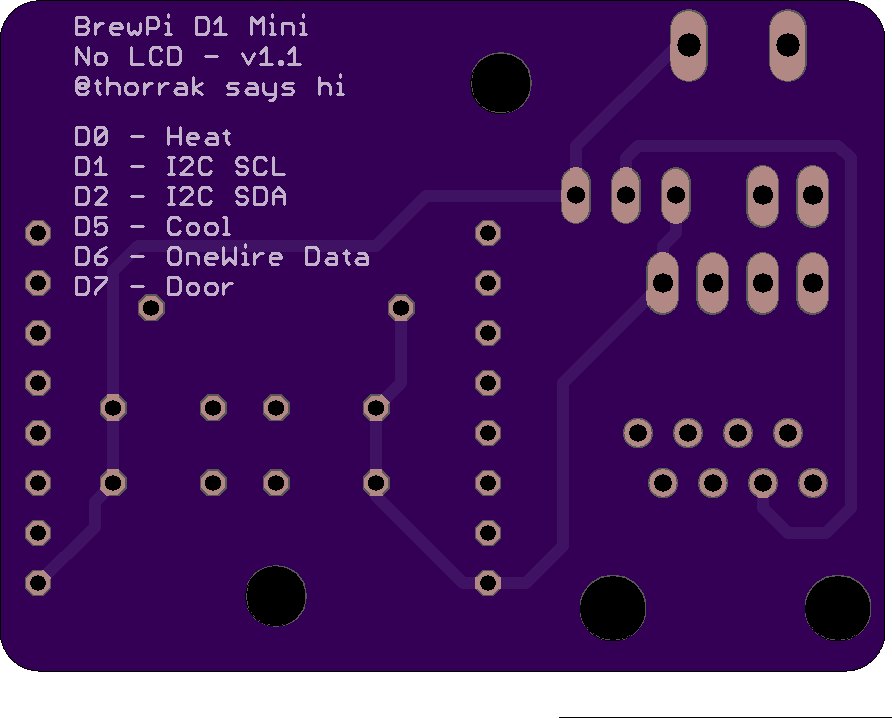 BrewPi D1 Mini
No LCD - v1.1
@thorrak says hi
D0 - Heat
D1 - I2C SCL
D2 - I2C SDA
D5 - Cool
D6 - OneWire Data
D7 - Door